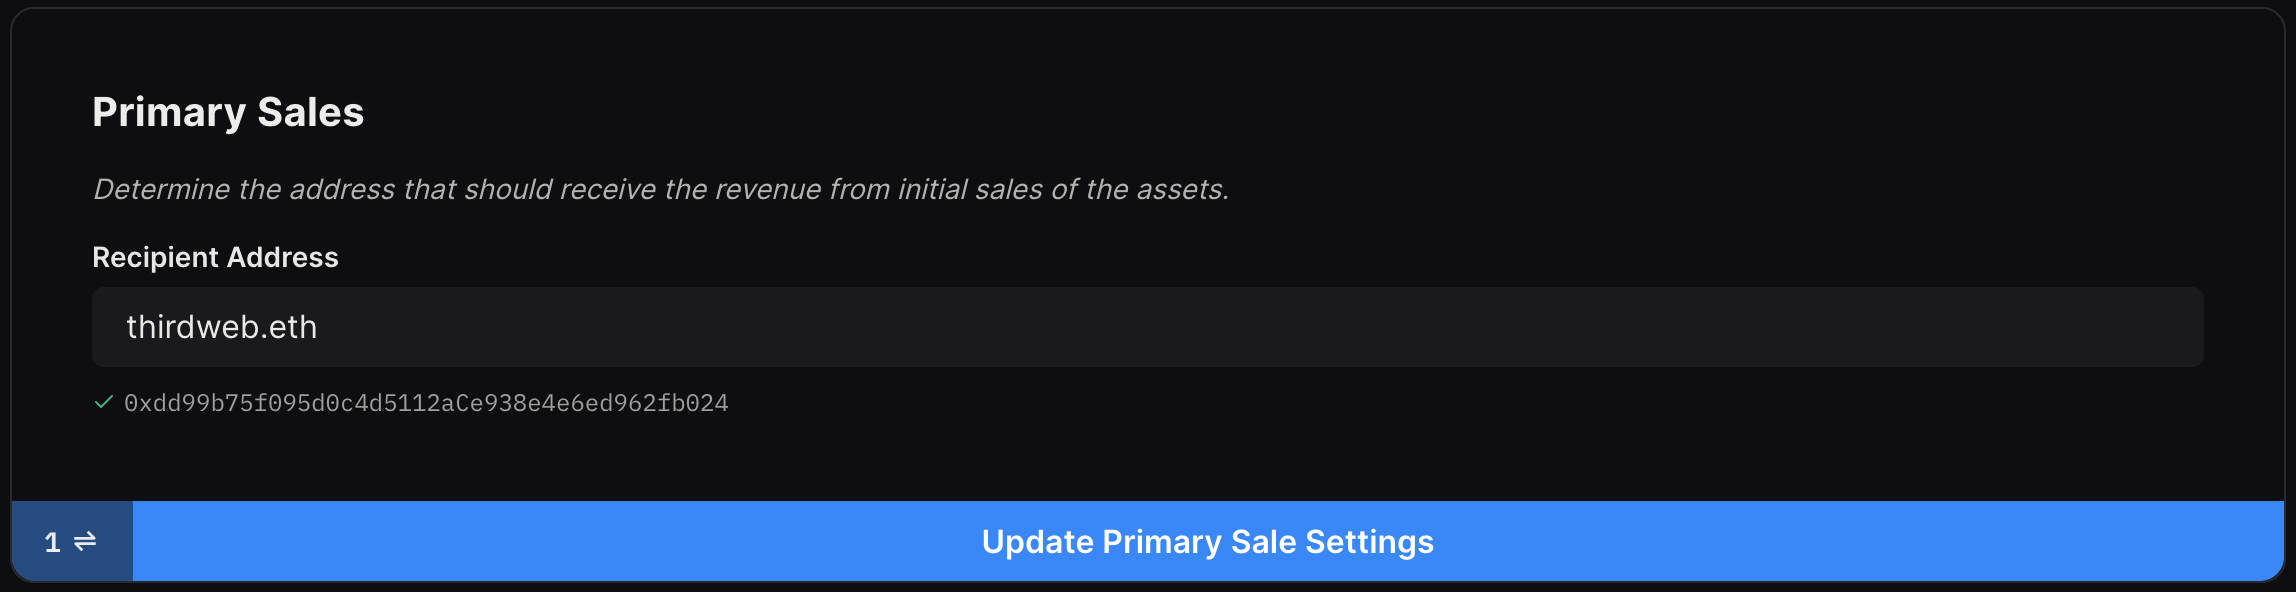 Primary Sales
Determine the address that should receive the revenue from initial sales of the assets.
Recipient Address
thirdweb.eth
✓ 0xdd99b75f095d0c4d5112aCe938e4e6ed962fb024
1 ⇌ Update Primary Sale Settings